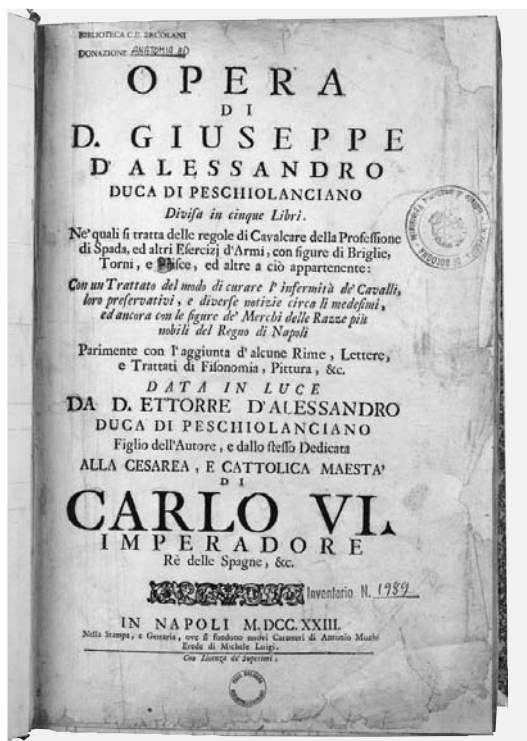 BIBLIOTECA C.E. ERCOLANI
DONAZIONE ANATOMIA AD
OPERA
DI
D. GIUSEPPE
D'ALESSANDRO
DUCA DI PESCHIOLANCIANO
Diviſa in cinque Libri.
Ne' quali ſi tratta delle regole di Cavalcare della Profeſſione
di Spada, ed altri Eſercizj d'Armi, con figure di Briglie,
Torni, e , ed altre a ciò appartenente:
Con un Trattato del modo di curare l' infermità de' Cavalli,
loro preſervativi, e diverſe notizie circa li medeſimi,
ed ancora con le figure de' Merchi delle Razze più
nobili del Regno di Napoli
Parimente con l'aggiunta d'alcune Rime, Lettere,
e Trattati di Fiſonomia, Pittura, &c.
DATA IN LUCE
DA D. ETTORRE D'ALESSANDRO
DUCA DI PESCHIOLANCIANO
Figlio dell'Autore, e dallo ſteſſo Dedicata
ALLA CESAREA, E CATTOLICA MAESTA'
DI
CARLO VI.
IMPERADORE
Rè delle Spagne, &c.
Inventario N. 1989
IN NAPOLI M.DCC.XXIII.
Nella Stampa, e Gettaria, ove ſi fondono nuovi Caratteri di Antonio Muzio
Erede di Michele Luigi.
Con Licenza de' Superiori.